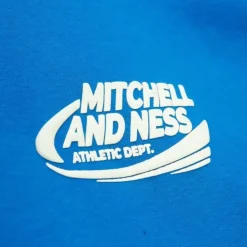 MITCHELL
AND NESS
ATHLETIC DEPT.